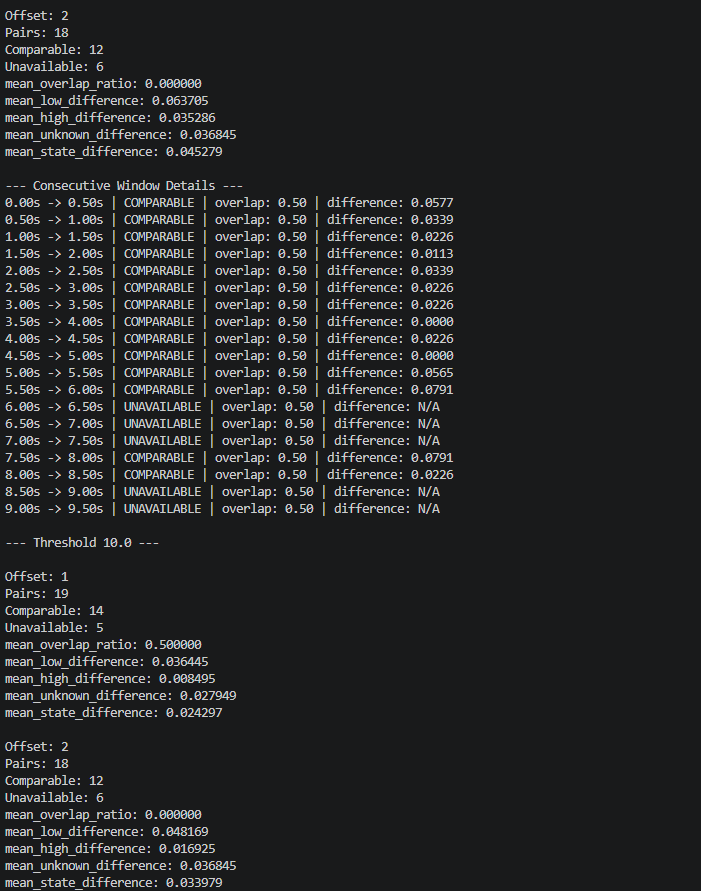 Offset: 2
Pairs: 18
Comparable: 12
Unavailable: 6
mean_overlap_ratio: 0.000000
mean_low_difference: 0.063705
mean_high_difference: 0.035286
mean_unknown_difference: 0.036845
mean_state_difference: 0.045279

--- Consecutive Window Details ---
0.00s -> 0.50s | COMPARABLE | overlap: 0.50 | difference: 0.0577
0.50s -> 1.00s | COMPARABLE | overlap: 0.50 | difference: 0.0339
1.00s -> 1.50s | COMPARABLE | overlap: 0.50 | difference: 0.0226
1.50s -> 2.00s | COMPARABLE | overlap: 0.50 | difference: 0.0113
2.00s -> 2.50s | COMPARABLE | overlap: 0.50 | difference: 0.0339
2.50s -> 3.00s | COMPARABLE | overlap: 0.50 | difference: 0.0226
3.00s -> 3.50s | COMPARABLE | overlap: 0.50 | difference: 0.0226
3.50s -> 4.00s | COMPARABLE | overlap: 0.50 | difference: 0.0000
4.00s -> 4.50s | COMPARABLE | overlap: 0.50 | difference: 0.0226
4.50s -> 5.00s | COMPARABLE | overlap: 0.50 | difference: 0.0000
5.00s -> 5.50s | COMPARABLE | overlap: 0.50 | difference: 0.0565
5.50s -> 6.00s | COMPARABLE | overlap: 0.50 | difference: 0.0791
6.00s -> 6.50s | UNAVAILABLE | overlap: 0.50 | difference: N/A
6.50s -> 7.00s | UNAVAILABLE | overlap: 0.50 | difference: N/A
7.00s -> 7.50s | UNAVAILABLE | overlap: 0.50 | difference: N/A
7.50s -> 8.00s | COMPARABLE | overlap: 0.50 | difference: 0.0791
8.00s -> 8.50s | COMPARABLE | overlap: 0.50 | difference: 0.0226
8.50s -> 9.00s | UNAVAILABLE | overlap: 0.50 | difference: N/A
9.00s -> 9.50s | UNAVAILABLE | overlap: 0.50 | difference: N/A

--- Threshold 10.0 ---

Offset: 1
Pairs: 19
Comparable: 14
Unavailable: 5
mean_overlap_ratio: 0.500000
mean_low_difference: 0.036445
mean_high_difference: 0.008495
mean_unknown_difference: 0.027949
mean_state_difference: 0.024297

Offset: 2
Pairs: 18
Comparable: 12
Unavailable: 6
mean_overlap_ratio: 0.000000
mean_low_difference: 0.048169
mean_high_difference: 0.016925
mean_unknown_difference: 0.036845
mean_state_difference: 0.033979